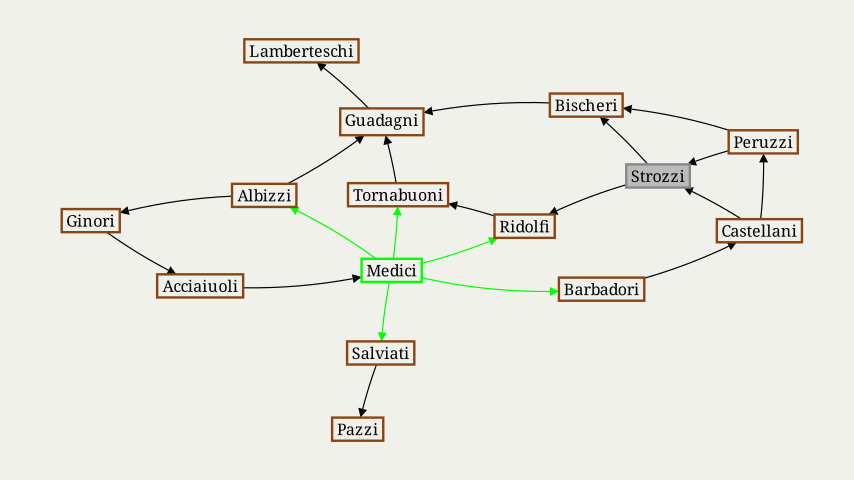 Lamberteschi
Bischeri
Guadagni
Peruzzi
Strozzi
Albizzi
Tornabuoni
Ginori
Ridolfi
Castellani
Medici
Acciaiuoli
Barbadori
Salviati
Pazzi